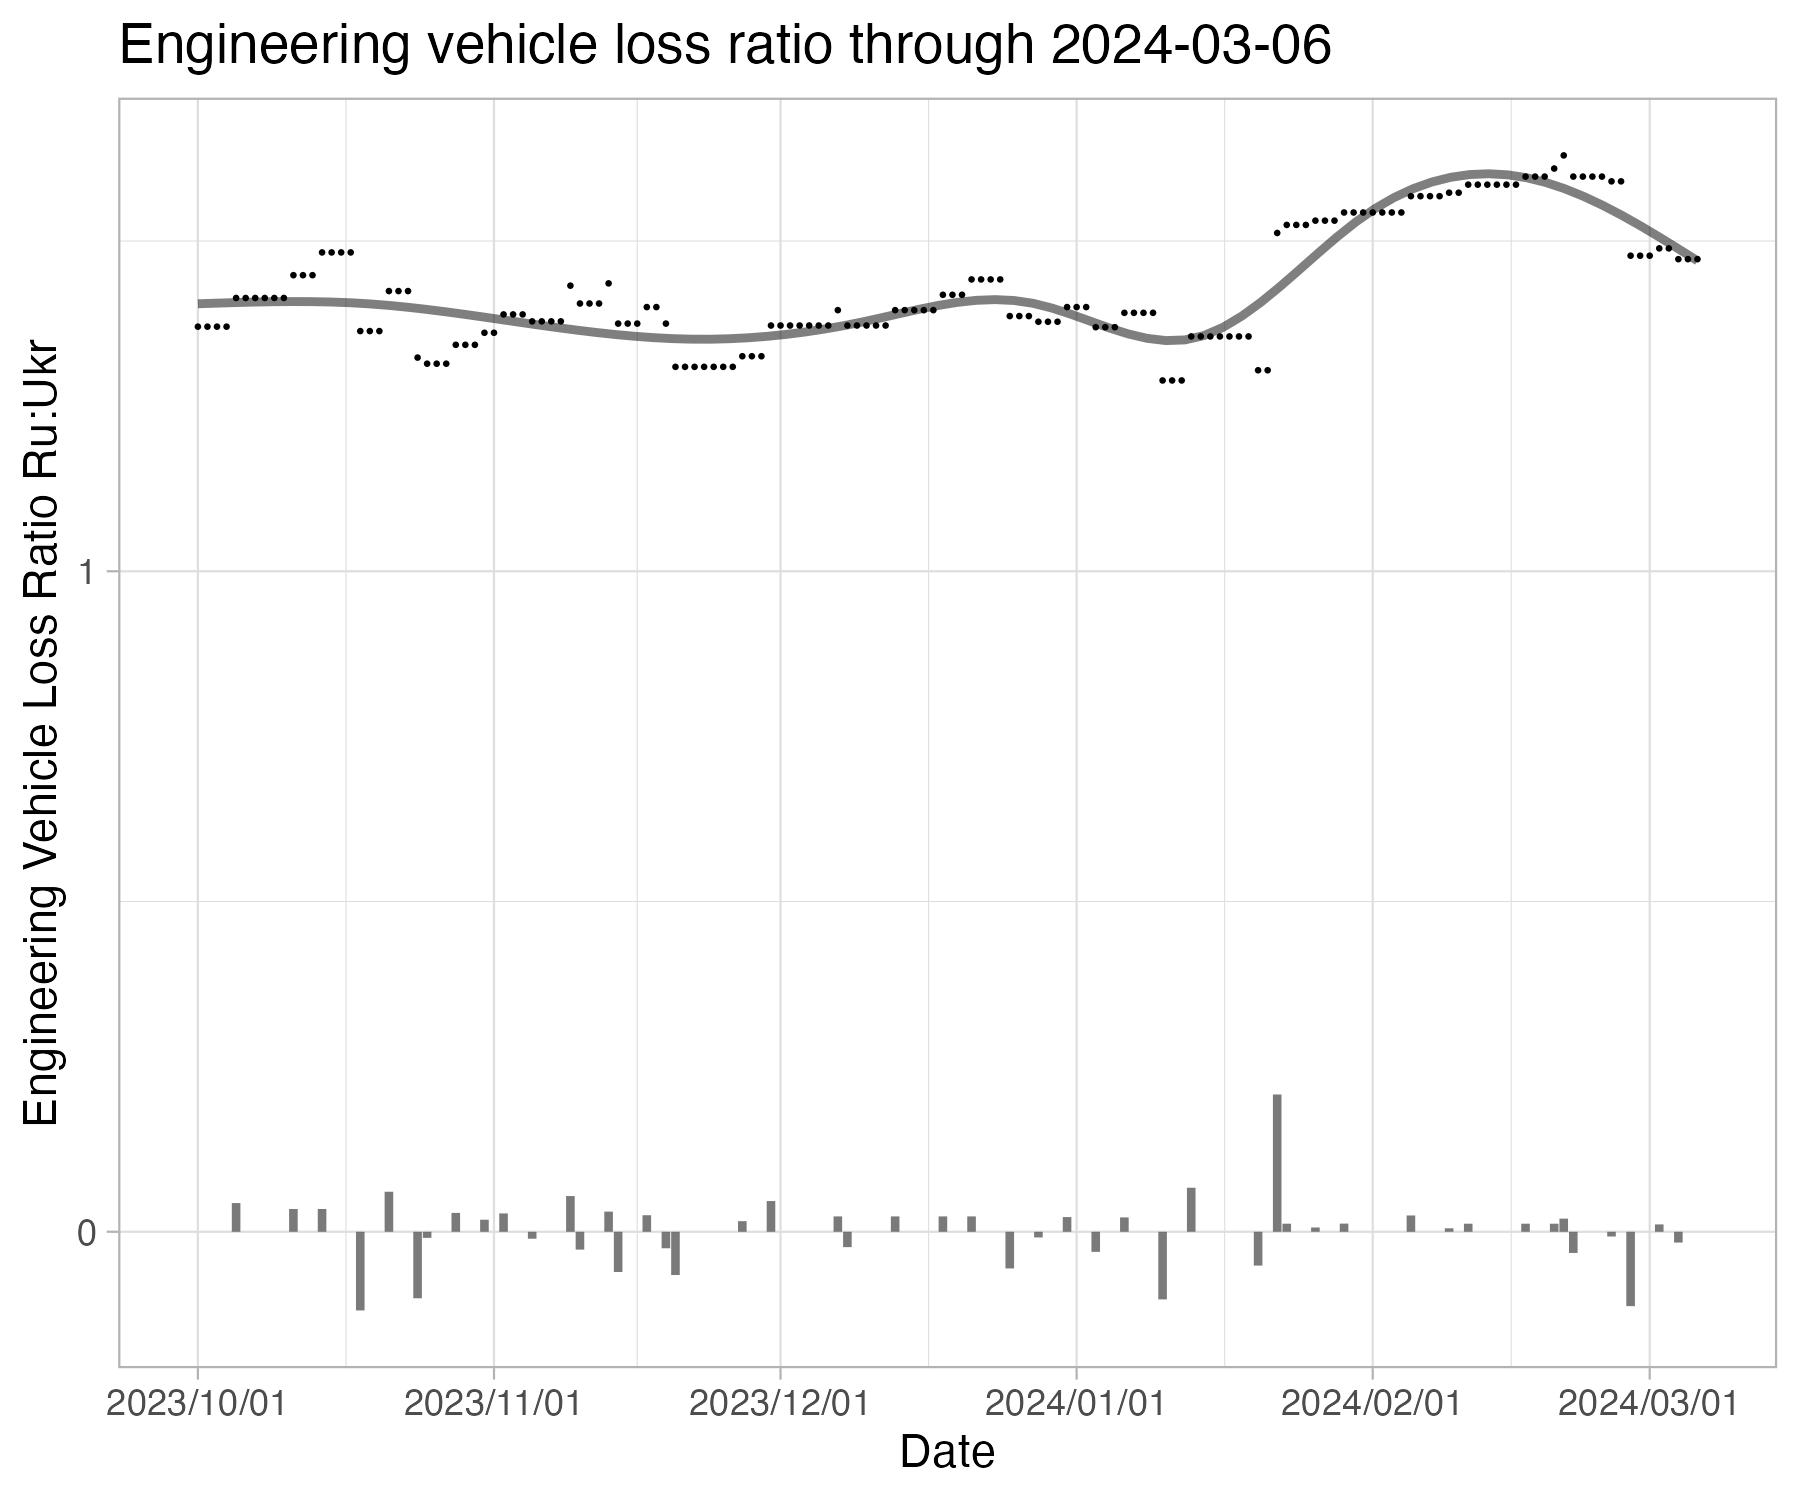 Engineering vehicle loss ratio through 2024-03-06
Engineering Vehicle Loss Ratio Ru:Ukr
1
0
2023/10/01 2023/11/01 2023/12/01 2024/01/01 2024/02/01 2024/03/01
Date